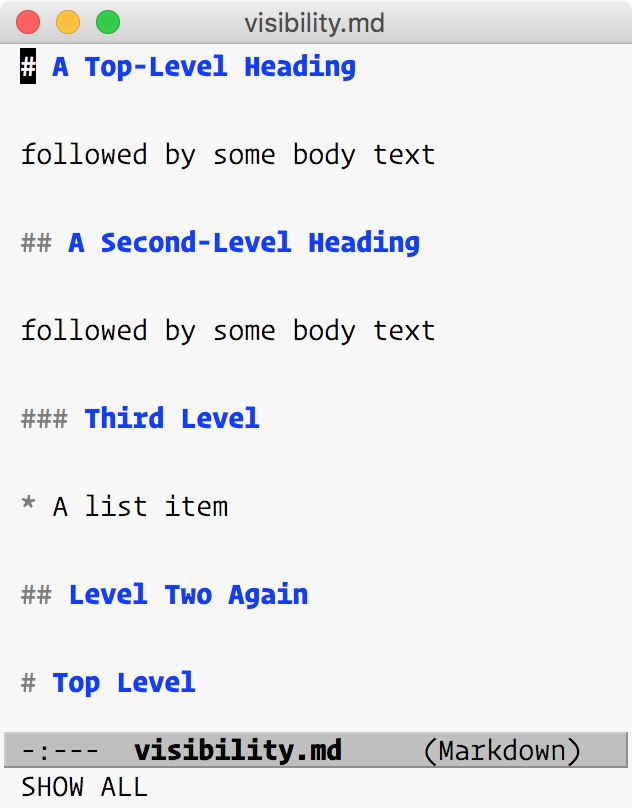 visibility.md
# A Top-Level Heading
followed by some body text
## A Second-Level Heading
followed by some body text
### Third Level
* A list item
## Level Two Again
# Top Level
-:--- visibility.md (Markdown)
SHOW ALL